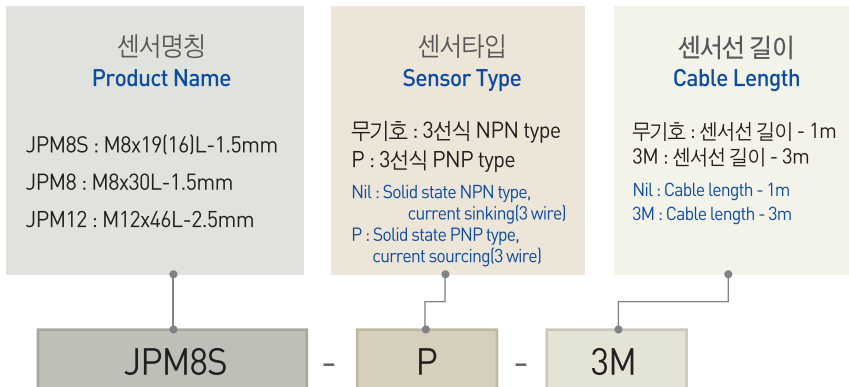 센서명칭
Product Name
JPM8S : M8x19(16)L-1.5mm
JPM8 : M8x30L-1.5mm
JPM12 : M12x46L-2.5mm
센서타입
Sensor Type
무기호 : 3선식 NPN type
P : 3선식 PNP type
Nil : Solid state NPN type,
current sinking(3 wire)
P : Solid state PNP type,
current sourcing(3 wire)
센서선 길이
Cable Length
무기호 : 센서선 길이 - 1m
3M : 센서선 길이 - 3m
Nil : Cable length - 1m
3M : Cable length - 3m
JPM8S - P - 3M